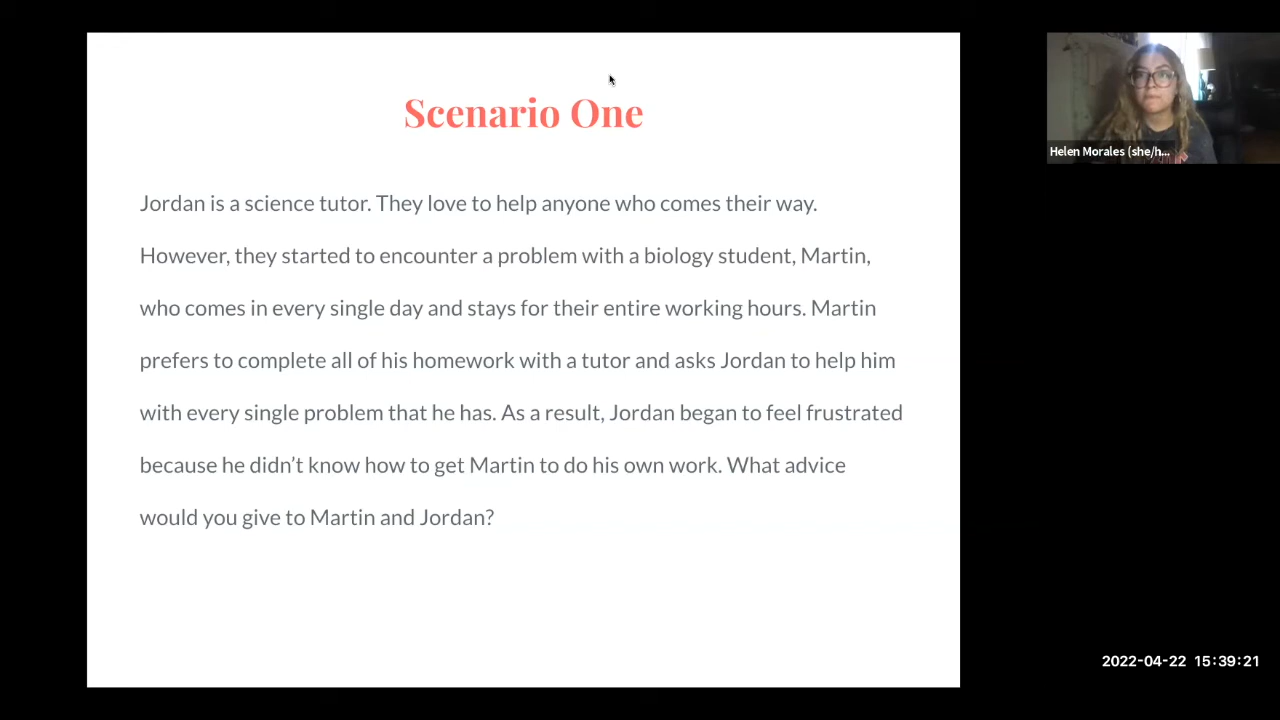 Scenario One
Jordan is a science tutor. They love to help anyone who comes their way.
However, they started to encounter a problem with a biology student, Martin,
who comes in every single day and stays for their entire working hours. Martin
prefers to complete all of his homework with a tutor and asks Jordan to help him
with every single problem that he has. As a result, Jordan began to feel frustrated
because he didn’t know how to get Martin to do his own work. What advice
would you give to Martin and Jordan?
Helen Morales (she/h...
2022-04-22 15:39:21